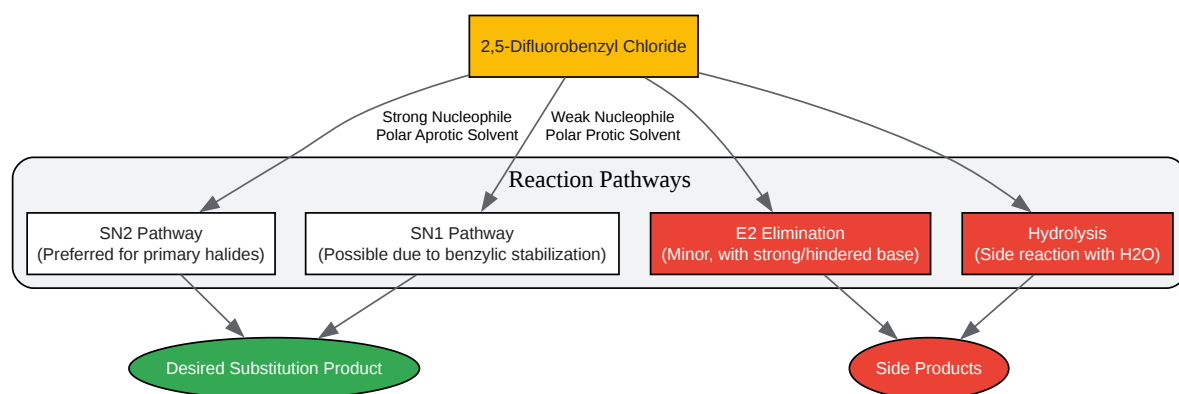 2,5-Difluorobenzyl Chloride
Strong Nucleophile
Polar Aprotic Solvent
Weak Nucleophile
Polar Protic Solvent
Reaction Pathways
SN2 Pathway
(Preferred for primary halides)
SN1 Pathway
(Possible due to benzylic stabilization)
E2 Elimination
(Minor, with strong/hindered base)
Hydrolysis
(Side reaction with H2O)
Desired Substitution Product
Side Products